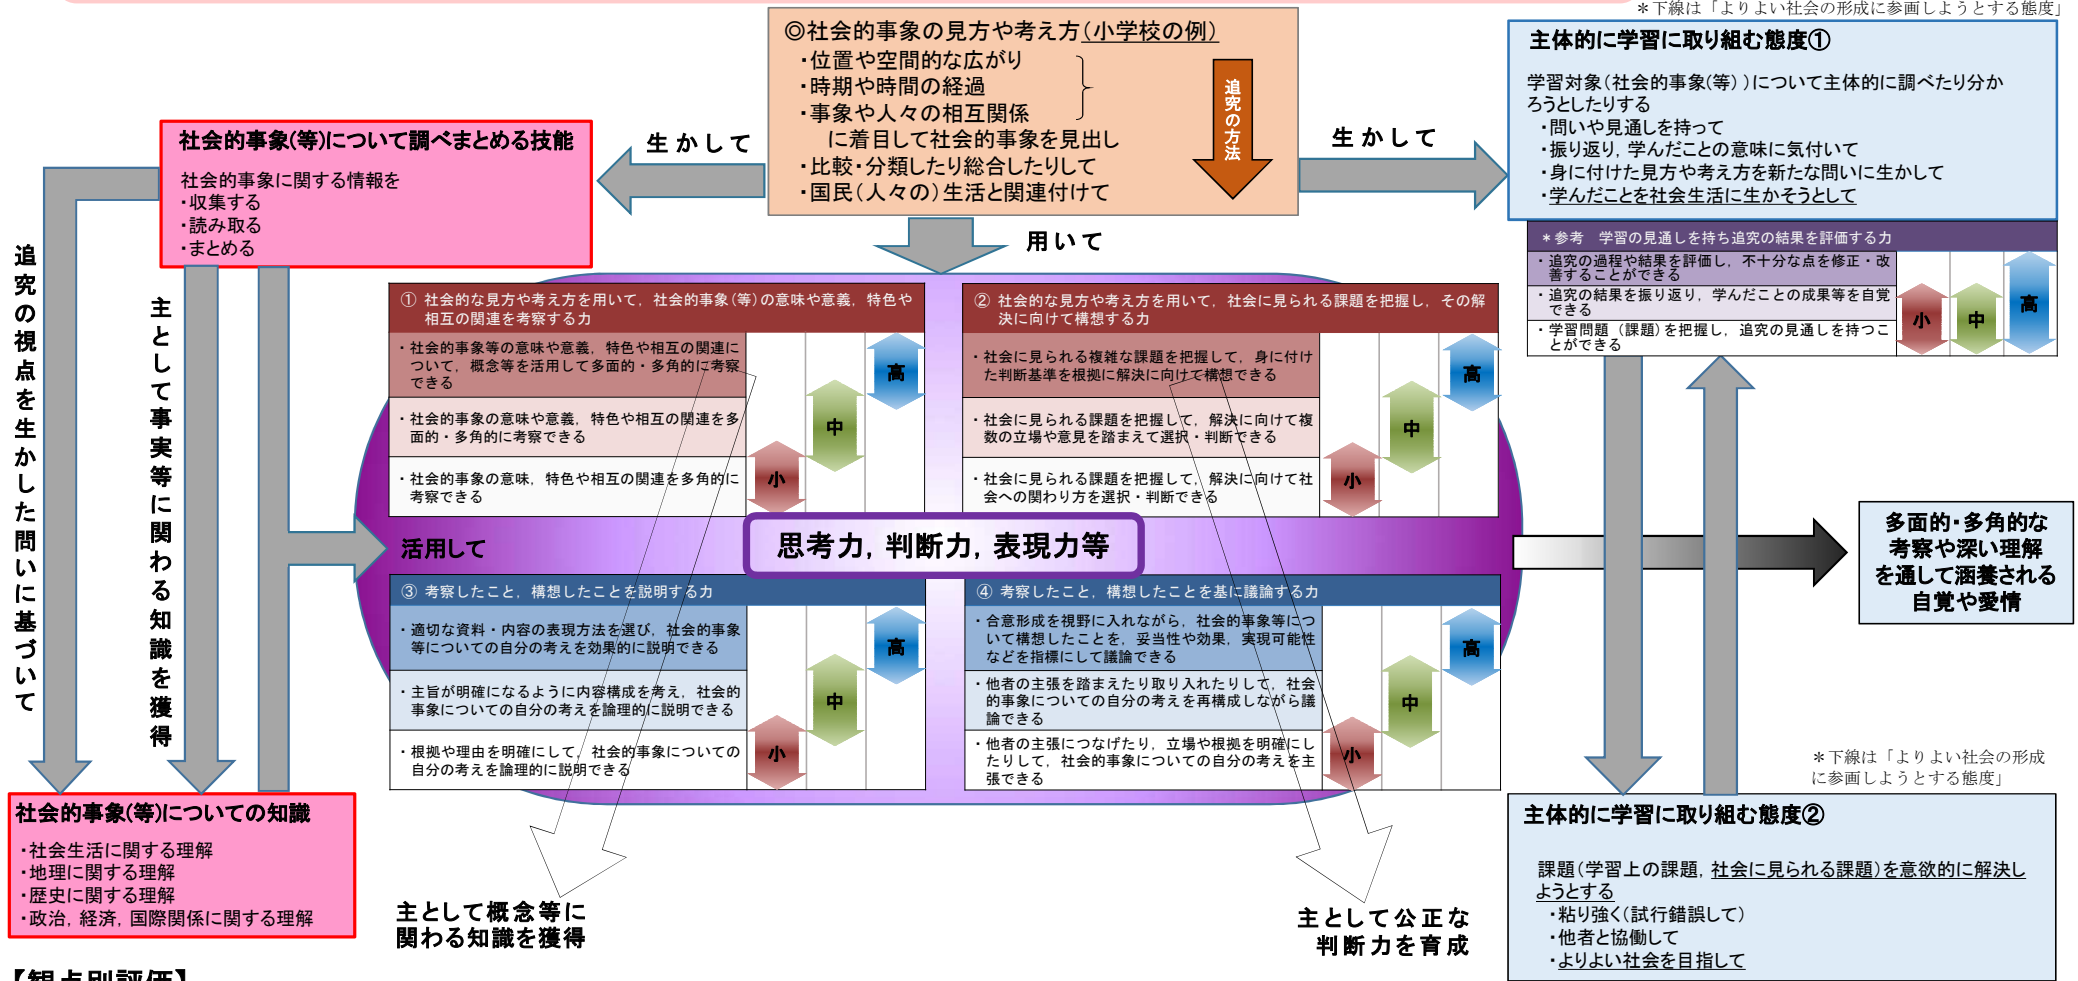 ＊下線は「よりよい社会の形成に参画しようとする態度」
◎社会的事象の見方や考え方(小学校の例)
・位置や空間的な広がり
・時期や時間の経過
・事象や人々の相互関係
に着目して社会的事象を見出し
・比較・分類したり総合したりして
・国民(人々の)生活と関連付けて
追究の方法
生かして
生かして
用いて
主体的に学習に取り組む態度①
学習対象(社会的事象(等))について主体的に調べたり分か
ろうとしたりする
・問いや見通しを持って
・振り返り，学んだことの意味に気付いて
・身に付けた見方や考え方を新たな問いに生かして
・学んだことを社会生活に生かそうとして
＊参考　学習の見通しを持ち追究の結果を評価する力
・追究の過程や結果を評価し，不十分な点を修正・改
善することができる
・追究の結果を振り返り，学んだことの成果等を自覚
できる
・学習問題（課題）を把握し，追究の見通しを持つこ
とができる
小
中
高
社会的事象(等)について調べまとめる技能
社会的事象に関する情報を
・収集する
・読み取る
・まとめる
追究の視点を生かした問いに基づいて
主として事実等に関わる知識を獲得
① 社会的な見方や考え方を用いて，社会的事象(等)の意味や意義，特色や
相互の関連を考察する力
・社会的事象等の意味や意義，特色や相互の関連に
ついて，概念等を活用して多面的・多角的に考察
できる
・社会的事象の意味や意義，特色や相互の関連を多
面的・多角的に考察できる
・社会的事象の意味，特色や相互の関連を多角的に
考察できる
小
中
高
② 社会的な見方や考え方を用いて，社会に見られる課題を把握し，その解
決に向けて構想する力
・社会に見られる複雑な課題を把握して，身に付け
た判断基準を根拠に解決に向けて構想できる
・社会に見られる課題を把握して，解決に向けて複
数の立場や意見を踏まえて選択・判断できる
・社会に見られる課題を把握して，解決に向けて社
会への関わり方を選択・判断できる
小
中
高
活用して
思考力，判断力，表現力等
③ 考察したこと，構想したことを説明する力
・適切な資料・内容の表現方法を選び，社会的事象
等についての自分の考えを効果的に説明できる
・主旨が明確になるように内容構成を考え，社会的
事象についての自分の考えを論理的に説明できる
・根拠や理由を明確にして，社会的事象についての
自分の考えを論理的に説明できる
小
中
高
④ 考察したこと，構想したことを基に議論する力
・合意形成を視野に入れながら，社会的事象等につ
いて構想したことを，妥当性や効果，実現可能性
などを指標にして議論できる
・他者の主張を踏まえたり取り入れたりして，社会
的事象についての自分の考えを再構成しながら議
論できる
・他者の主張につなげたり，立場や根拠を明確にし
たりして，社会的事象についての自分の考えを主
張できる
小
中
高
多面的・多角的な
考察や深い理解
を通して涵養される
自覚や愛情
＊下線は「よりよい社会の形成
に参画しようとする態度」
社会的事象(等)についての知識
・社会生活に関する理解
・地理に関する理解
・歴史に関する理解
・政治，経済，国際関係に関する理解
主として概念等に
関わる知識を獲得
主として公正な
判断力を育成
主体的に学習に取り組む態度②
課題(学習上の課題，社会に見られる課題)を意欲的に解決し
ようとする
・粘り強く(試行錯誤して)
・他者と協働して
・よりよい社会を目指して
【観点別評価】